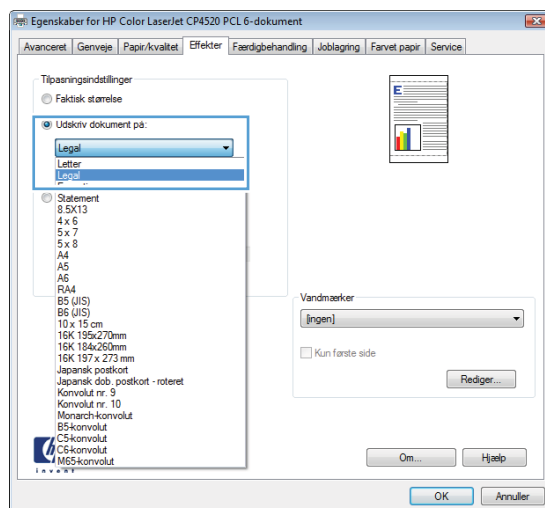 Egenskaber for HP Color LaserJet CP4520 PCL 6-dokument
Avanceret Genveje Papir/kvalitet Effekter Færdigbehandling Joblagring Farvet papir Service
Tilpasningsindstillinger
Faktisk størrelse
Udskriv dokument på:
Legal
Letter
Legal
Statement
8.5X13
4 x 6
5 x 7
5 x 8
A4
A5
A6
RA4
B5 (JIS)
B6 (JIS)
10 x 15 cm
16K 195x270mm
16K 184x260mm
16K 197 x 273 mm
Japansk postkort
Japansk dob. postkort - roteret
Konvolut nr. 9
Konvolut nr. 10
Monarch-konvolut
B5-konvolut
C5-konvolut
C6-konvolut
M65-konvolut
E
Vandmærker
[ingen]
Kun første side
Rediger...
invent
Om... Hjælp
OK Annuller